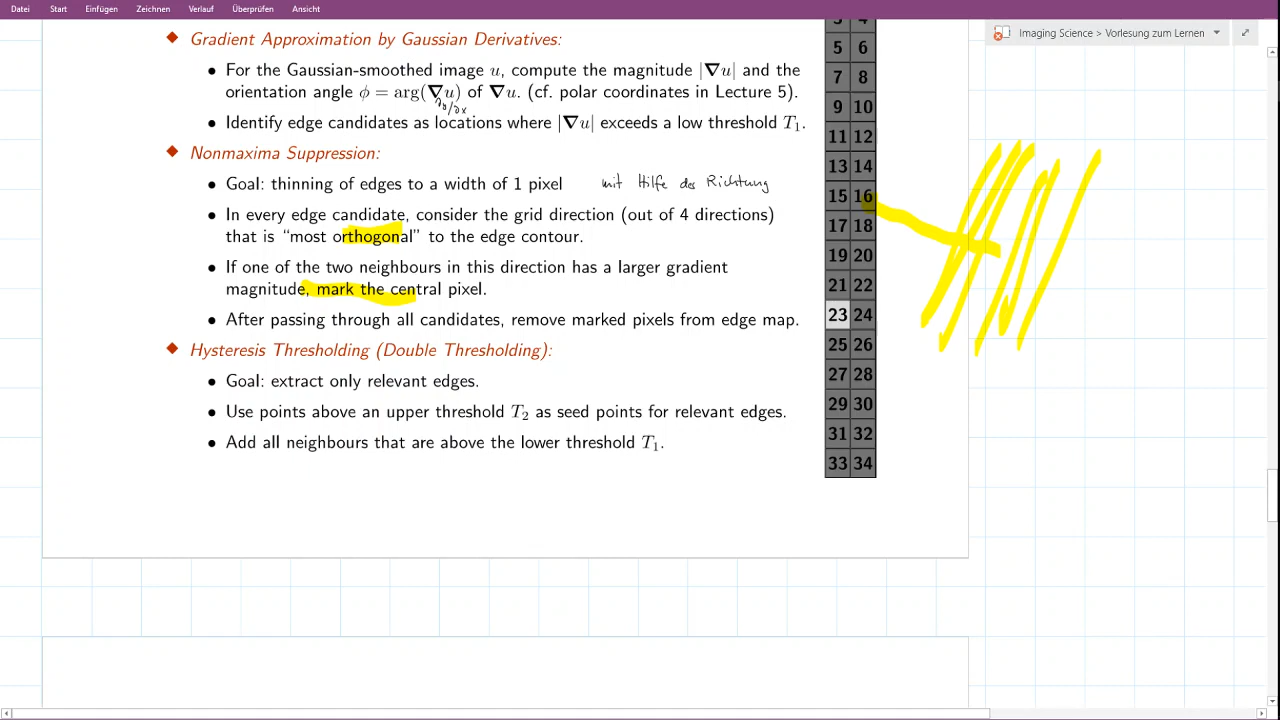 Datei Start Einfügen Zeichnen Verlauf Überprüfen Ansicht
Imaging Science > Vorlesung zum Lernen
Gradient Approximation by Gaussian Derivatives:
• For the Gaussian-smoothed image u, compute the magnitude |∇u| and the
orientation angle ϕ = arg(∇u) of ∇u. (cf. polar coordinates in Lecture 5).
• Identify edge candidates as locations where |∇u| exceeds a low threshold T₁.
Nonmaxima Suppression:
• Goal: thinning of edges to a width of 1 pixel mit Hilfe der Richtung
• In every edge candidate, consider the grid direction (out of 4 directions)
that is “most orthogonal” to the edge contour.
• If one of the two neighbours in this direction has a larger gradient
magnitude, mark the central pixel.
• After passing through all candidates, remove marked pixels from edge map.
Hysteresis Thresholding (Double Thresholding):
• Goal: extract only relevant edges.
• Use points above an upper threshold T₂ as seed points for relevant edges.
• Add all neighbours that are above the lower threshold T₁.
3 4
5 6
7 8
9 10
11 12
13 14
15 16
17 18
19 20
21 22
23 24
25 26
27 28
29 30
31 32
33 34